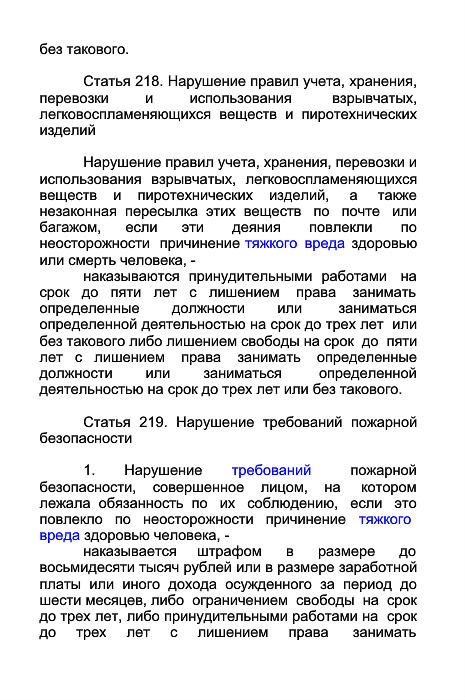 без такового.
Статья 218. Нарушение правил учета, хранения,
перевозки и использования взрывчатых,
легковоспламеняющихся веществ и пиротехнических
изделий
Нарушение правил учета, хранения, перевозки и
использования взрывчатых, легковоспламеняющихся
веществ и пиротехнических изделий, а также
незаконная пересылка этих веществ по почте или
багажом, если эти деяния повлекли по
неосторожности причинение тяжкого вреда здоровью
или смерть человека, -
наказываются принудительными работами на
срок до пяти лет с лишением права занимать
определенные должности или заниматься
определенной деятельностью на срок до трех лет или
без такового либо лишением свободы на срок до пяти
лет с лишением права занимать определенные
должности или заниматься определенной
деятельностью на срок до трех лет или без такового.
Статья 219. Нарушение требований пожарной
безопасности
1. Нарушение требований пожарной
безопасности, совершенное лицом, на котором
лежала обязанность по их соблюдению, если это
повлекло по неосторожности причинение тяжкого
вреда здоровью человека, -
наказывается штрафом в размере до
восьмидесяти тысяч рублей или в размере заработной
платы или иного дохода осужденного за период до
шести месяцев, либо ограничением свободы на срок
до трех лет, либо принудительными работами на срок
до трех лет с лишением права занимать